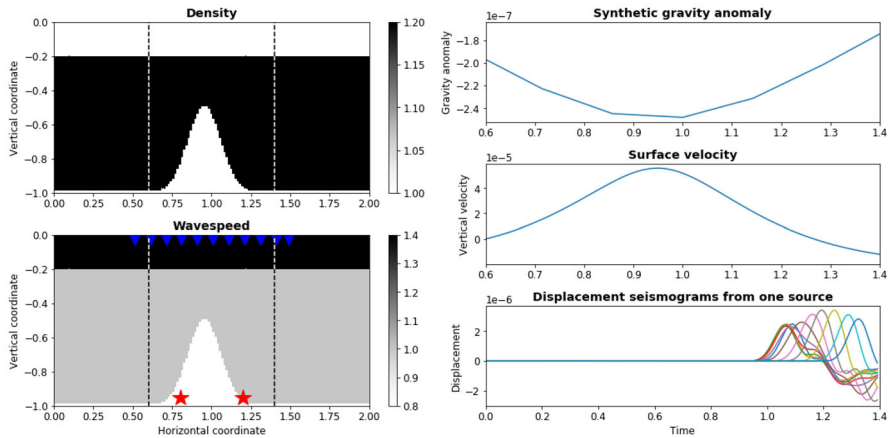 Density
0.0
−0.2
−0.4
−0.6
−0.8
−1.0
Vertical coordinate
0.00 0.25 0.50 0.75 1.00 1.25 1.50 1.75 2.00
1.20
1.15
1.10
1.05
1.00
Wavespeed
0.0
−0.2
−0.4
−0.6
−0.8
−1.0
Vertical coordinate
0.00 0.25 0.50 0.75 1.00 1.25 1.50 1.75 2.00
Horizontal coordinate
1.4
1.3
1.2
1.1
1.0
0.9
0.8
Synthetic gravity anomaly
1e−7
−1.8
−2.0
−2.2
−2.4
Gravity anomaly
0.6 0.7 0.8 0.9 1.0 1.1 1.2 1.3 1.4
Surface velocity
1e−5
4
2
0
Vertical velocity
0.6 0.7 0.8 0.9 1.0 1.1 1.2 1.3 1.4
Displacement seismograms from one source
1e−6
2
0
−2
Displacement
0.0 0.2 0.4 0.6 0.8 1.0 1.2 1.4
Time